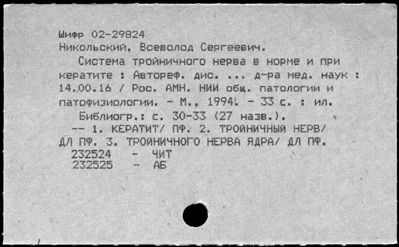 Шифр 02-29824
Никольский, Всеволод Сергеевич.
Система тройничного нерва в норме и при
кератите : Автореф. дис. ... д-ра мед. наук :
14.00.16 / Рос. АМН. НИИ общ. патологии и
патофизиологии. - М., 1994. - 33 с. : ил.
Библиогр.: с. 30-33 (27 назв.).
-- 1. КЕРАТИТ/ ПФ. 2. ТРОЙНИЧНЫЙ НЕРВ/
ДЛ ПФ. 3. ТРОЙНИЧНОГО НЕРВА ЯДРА/ ДЛ ПФ.
232524 - ЧИТ
232525 - АБ